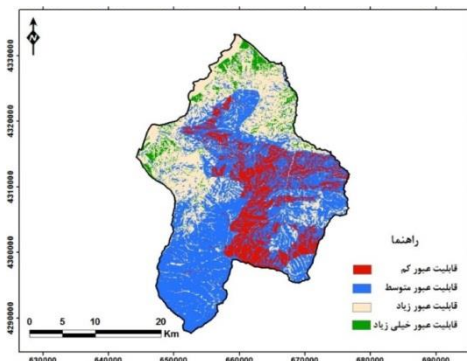 N
4330000
4320000
4310000
4300000
4290000
راهنما
قابلیت عبور کم
قابلیت عبور متوسط
قابلیت عبور زیاد
قابلیت عبور خیلی زیاد
0 5 10 20
Km
630000 640000 650000 660000 670000 680000 690000